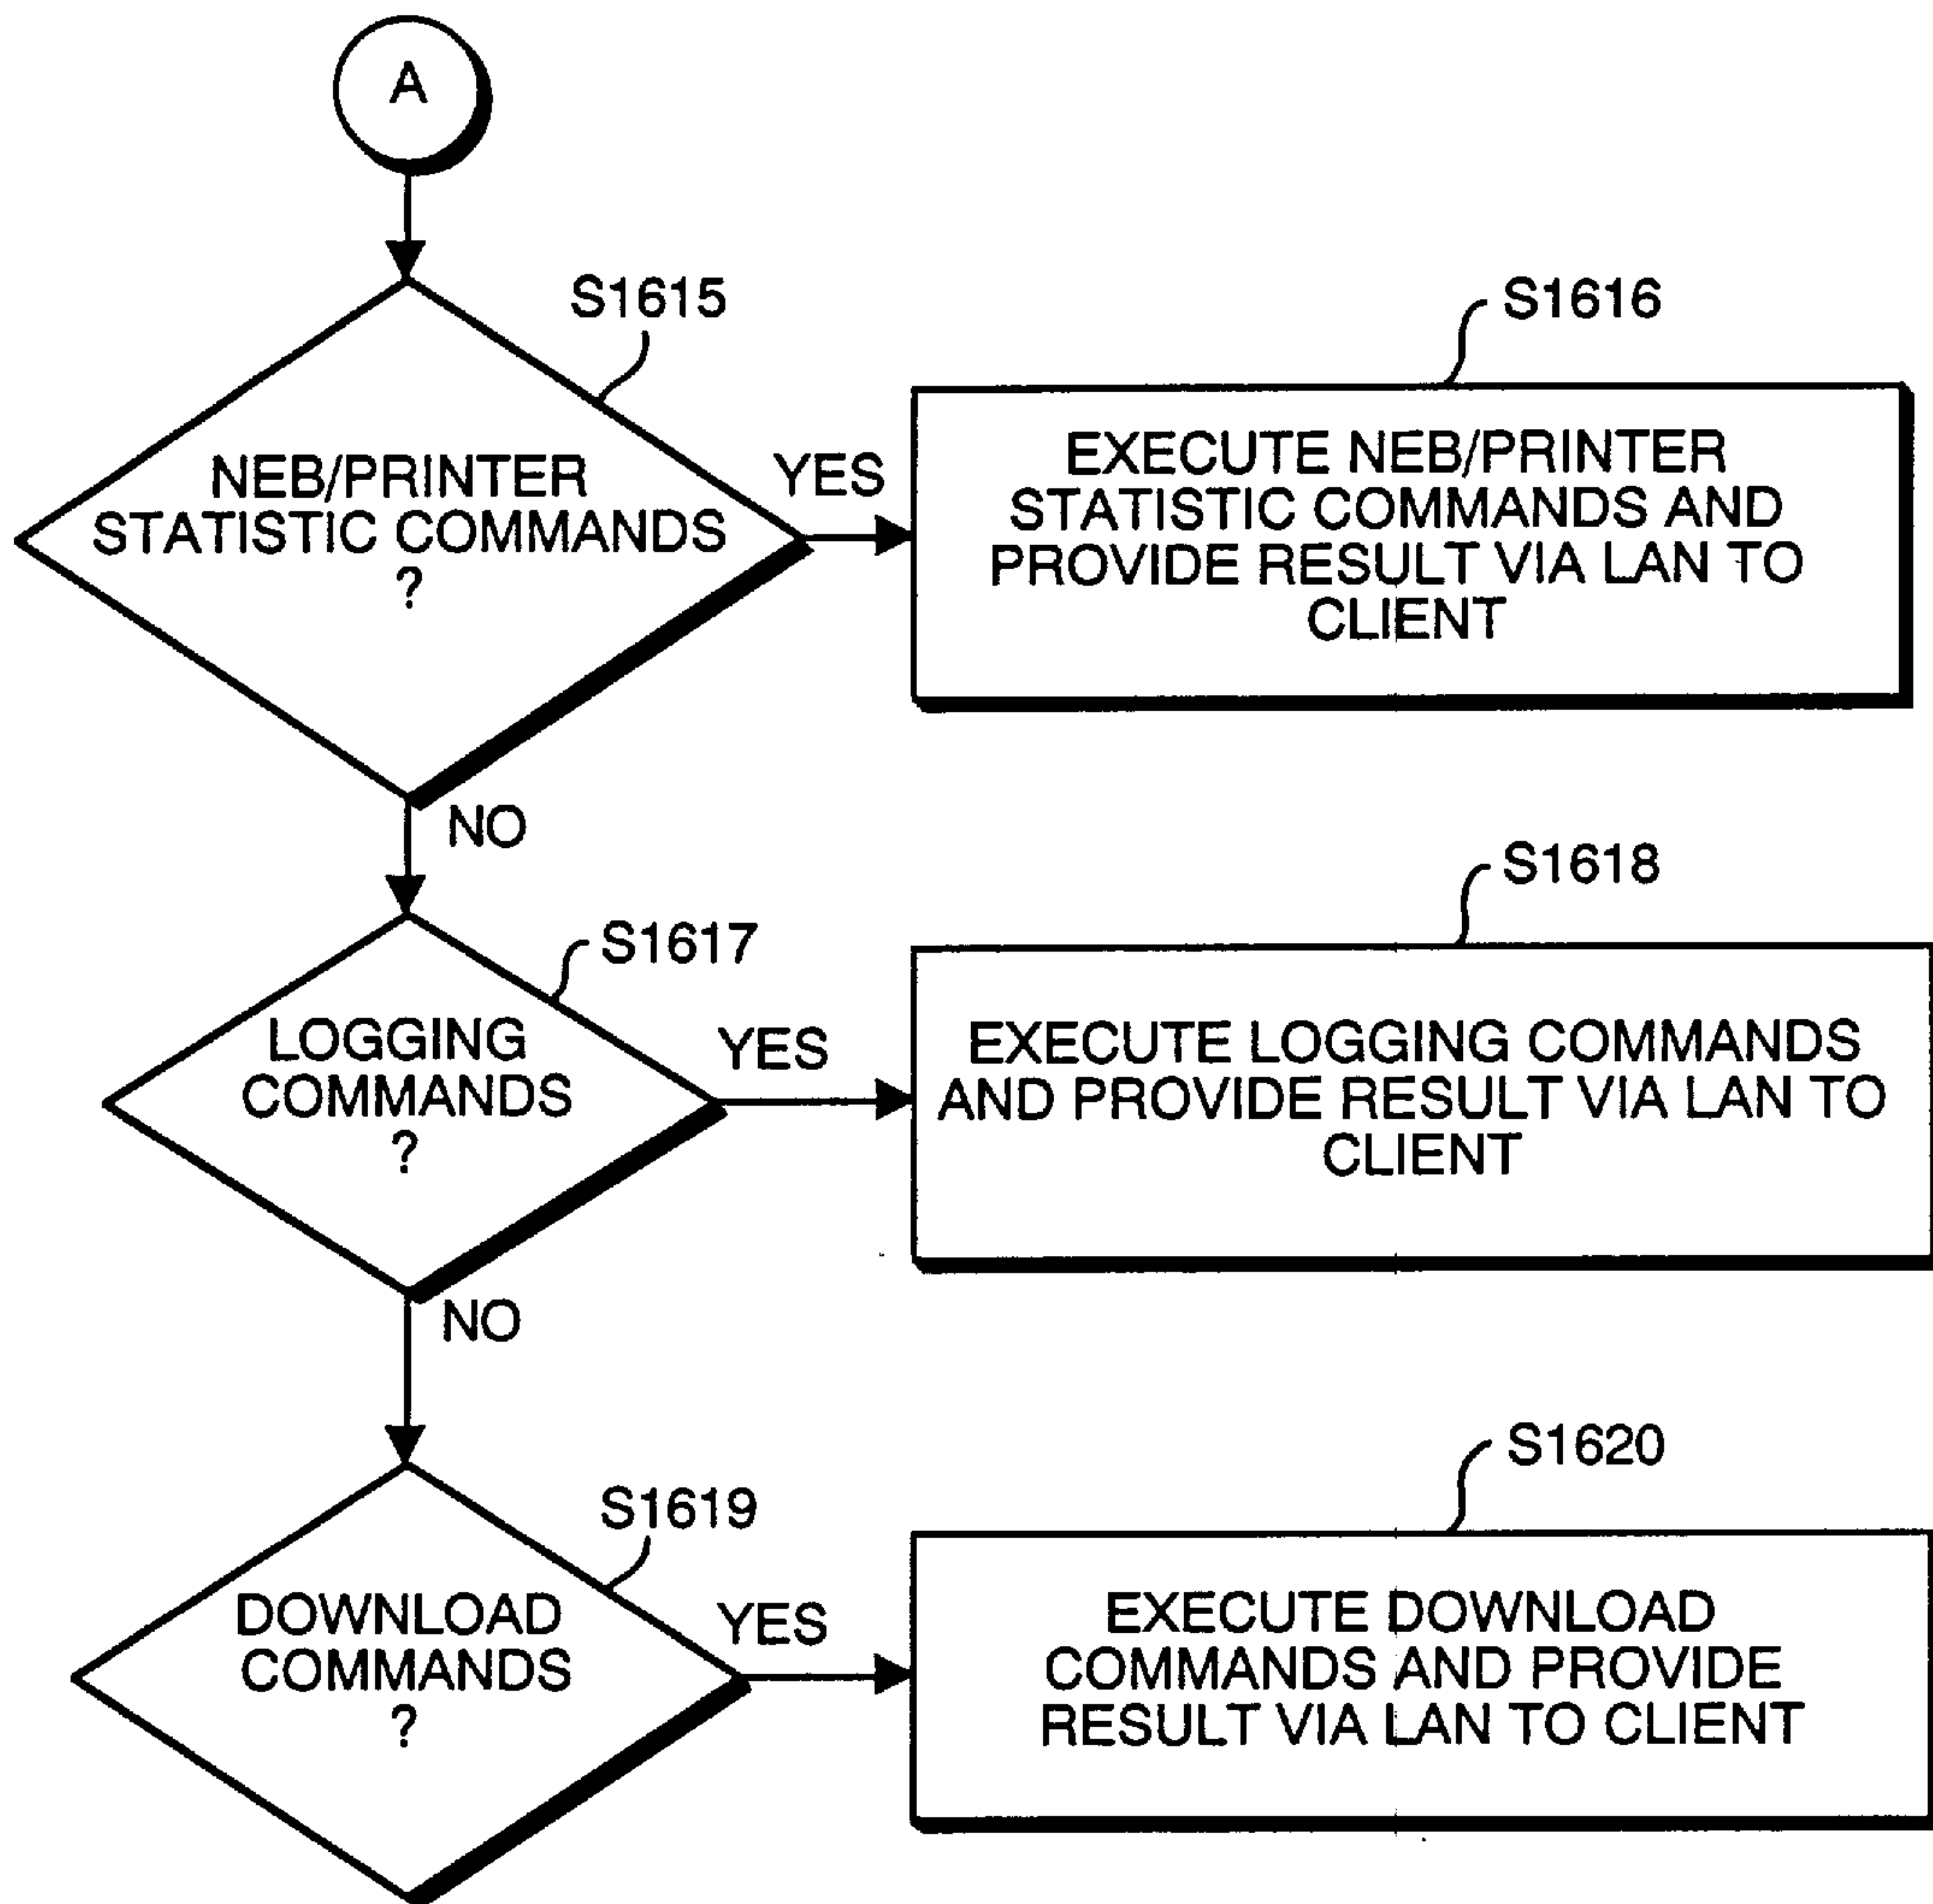 A
S1615
S1616
NEB/PRINTER
STATISTIC COMMANDS
?
YES
EXECUTE NEB/PRINTER
STATISTIC COMMANDS AND
PROVIDE RESULT VIA LAN TO
CLIENT
NO
S1617
S1618
LOGGING
COMMANDS
?
YES
EXECUTE LOGGING COMMANDS
AND PROVIDE RESULT VIA LAN TO
CLIENT
NO
S1619
S1620
DOWNLOAD
COMMANDS
?
YES
EXECUTE DOWNLOAD
COMMANDS AND PROVIDE
RESULT VIA LAN TO CLIENT